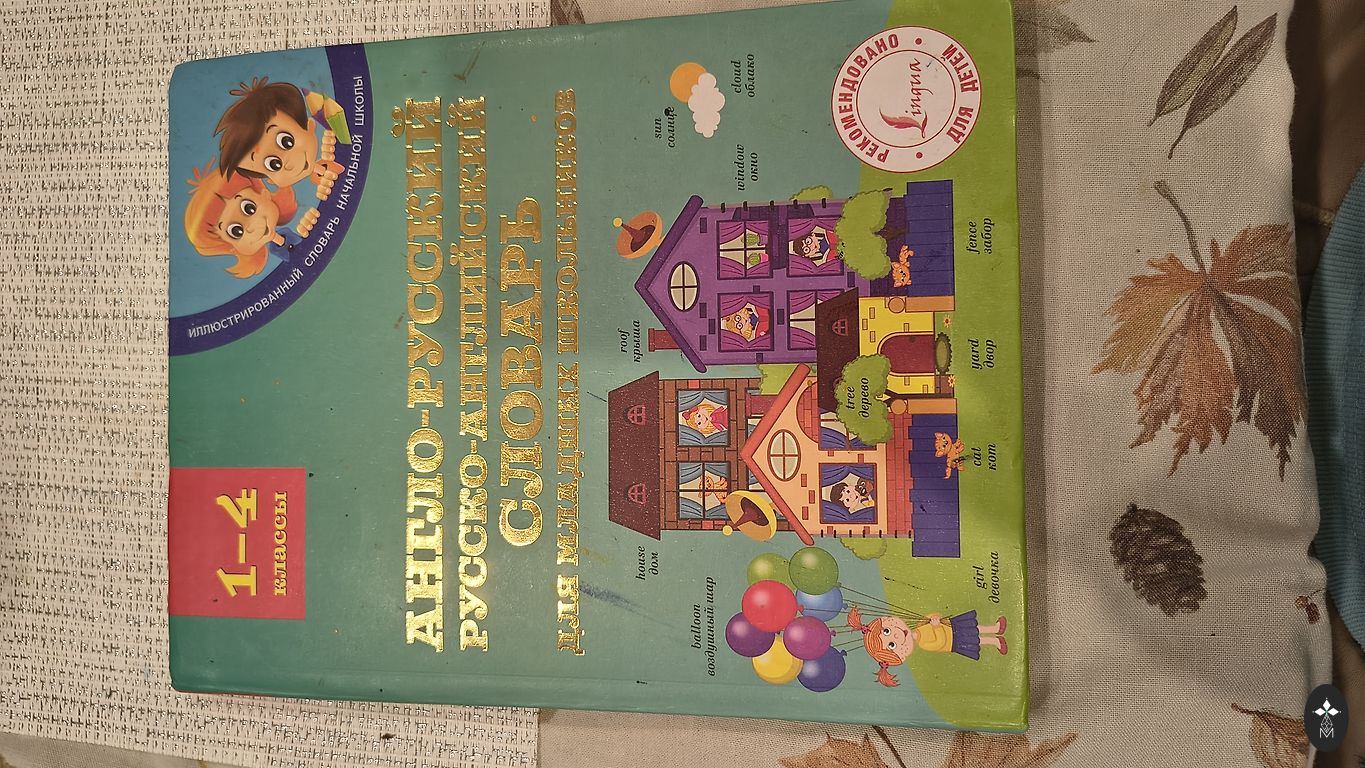 1–4
классы
ИЛЛЮСТРИРОВАННЫЙ СЛОВАРЬ НАЧАЛЬНОЙ ШКОЛЫ
АНГЛО-РУССКИЙ
РУССКО-АНГЛИЙСКИЙ
СЛОВАРЬ
ДЛЯ МЛАДШИХ ШКОЛЬНИКОВ
sun
солнце
cloud
облако
window
окно
roof
крыша
house
дом
balloon
воздушный шар
tree
дерево
girl
девочка
cat
кот
yard
двор
fence
забор
РЕКОМЕНДОВАНО • ДЛЯ ДЕТЕЙ •
Lingua
M